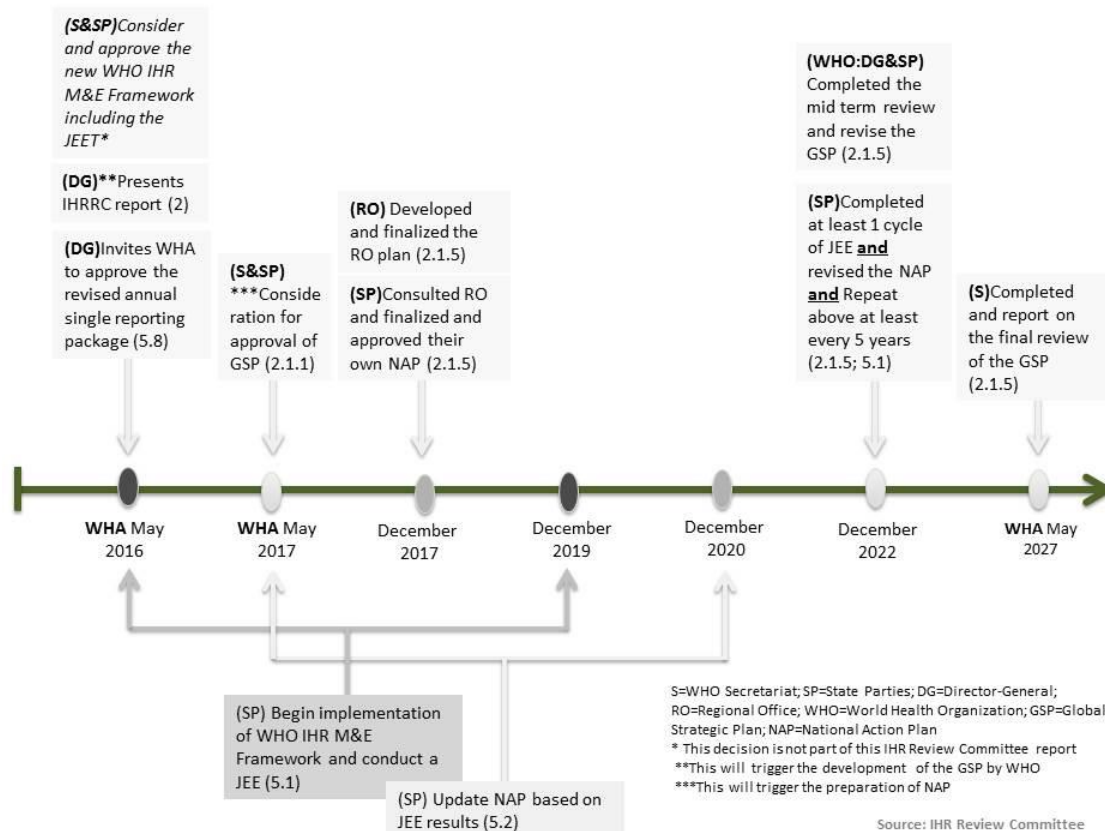 (S&SP)Consider
and approve the
new WHO IHR
M&E Framework
including the
JEET*
(DG)**Presents
IHRRC report (2)
(DG)Invites WHA
to approve the
revised annual
single reporting
package (5.8)
(S&SP)
***Conside
ration for
approval of
GSP (2.1.1)
(RO) Developed
and finalized the
RO plan (2.1.5)
(SP)Consulted RO
and finalized and
approved their
own NAP (2.1.5)
(WHO:DG&SP)
Completed the
mid term review
and revise the
GSP (2.1.5)
(SP)Completed
at least 1 cycle
of JEE and
revised the NAP
and Repeat
above at least
every 5 years
(2.1.5; 5.1)
(S)Completed
and report on
the final review
of the GSP
(2.1.5)
WHA May
2016
WHA May
2017
December
2017
December
2019
December
2020
December
2022
WHA May
2027
(SP) Begin implementation
of WHO IHR M&E
Framework and conduct a
JEE (5.1)
(SP) Update NAP based on
JEE results (5.2)
S=WHO Secretariat; SP=State Parties; DG=Director-General;
RO=Regional Office; WHO=World Health Organization; GSP=Global
Strategic Plan; NAP=National Action Plan
* This decision is not part of this IHR Review Committee report
**This will trigger the development of the GSP by WHO
***This will trigger the preparation of NAP
Source: IHR Review Committee